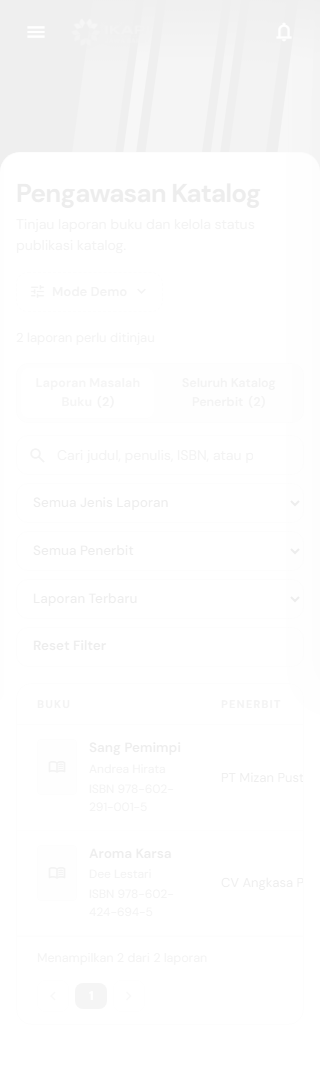 Pengawasan Katalog
Tinjau laporan buku dan kelola status
publikasi katalog.
Mode Demo
2 laporan perlu ditinjau
Laporan Masalah
Buku (2)
Seluruh Katalog
Penerbit (2)
Cari judul, penulis, ISBN, atau p
Semua Jenis Laporan
Semua Penerbit
Laporan Terbaru
Reset Filter
BUKU PENERBIT
Sang Pemimpi
Andrea Hirata
ISBN 978-602-
291-001-5
PT Mizan Pust
Aroma Karsa
Dee Lestari
ISBN 978-602-
424-694-5
CV Angkasa P
Menampilkan 2 dari 2 laporan
1